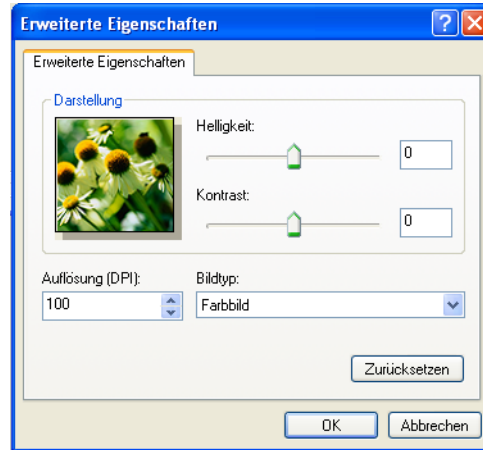 Erweiterte Eigenschaften
Erweiterte Eigenschaften
Darstellung
Helligkeit:
0
Kontrast:
0
Auflösung (DPI):
Bildtyp:
100
Farbbild
Zurücksetzen
OK
Abbrechen